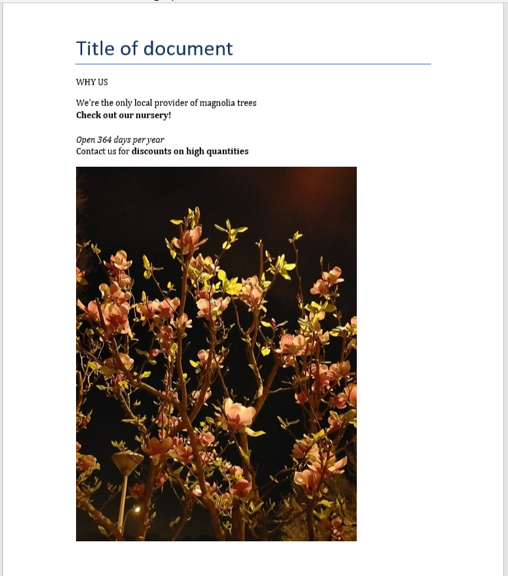 Title of document
WHY US
We're the only local provider of magnolia trees
Check out our nursery!
Open 364 days per year
Contact us for discounts on high quantities